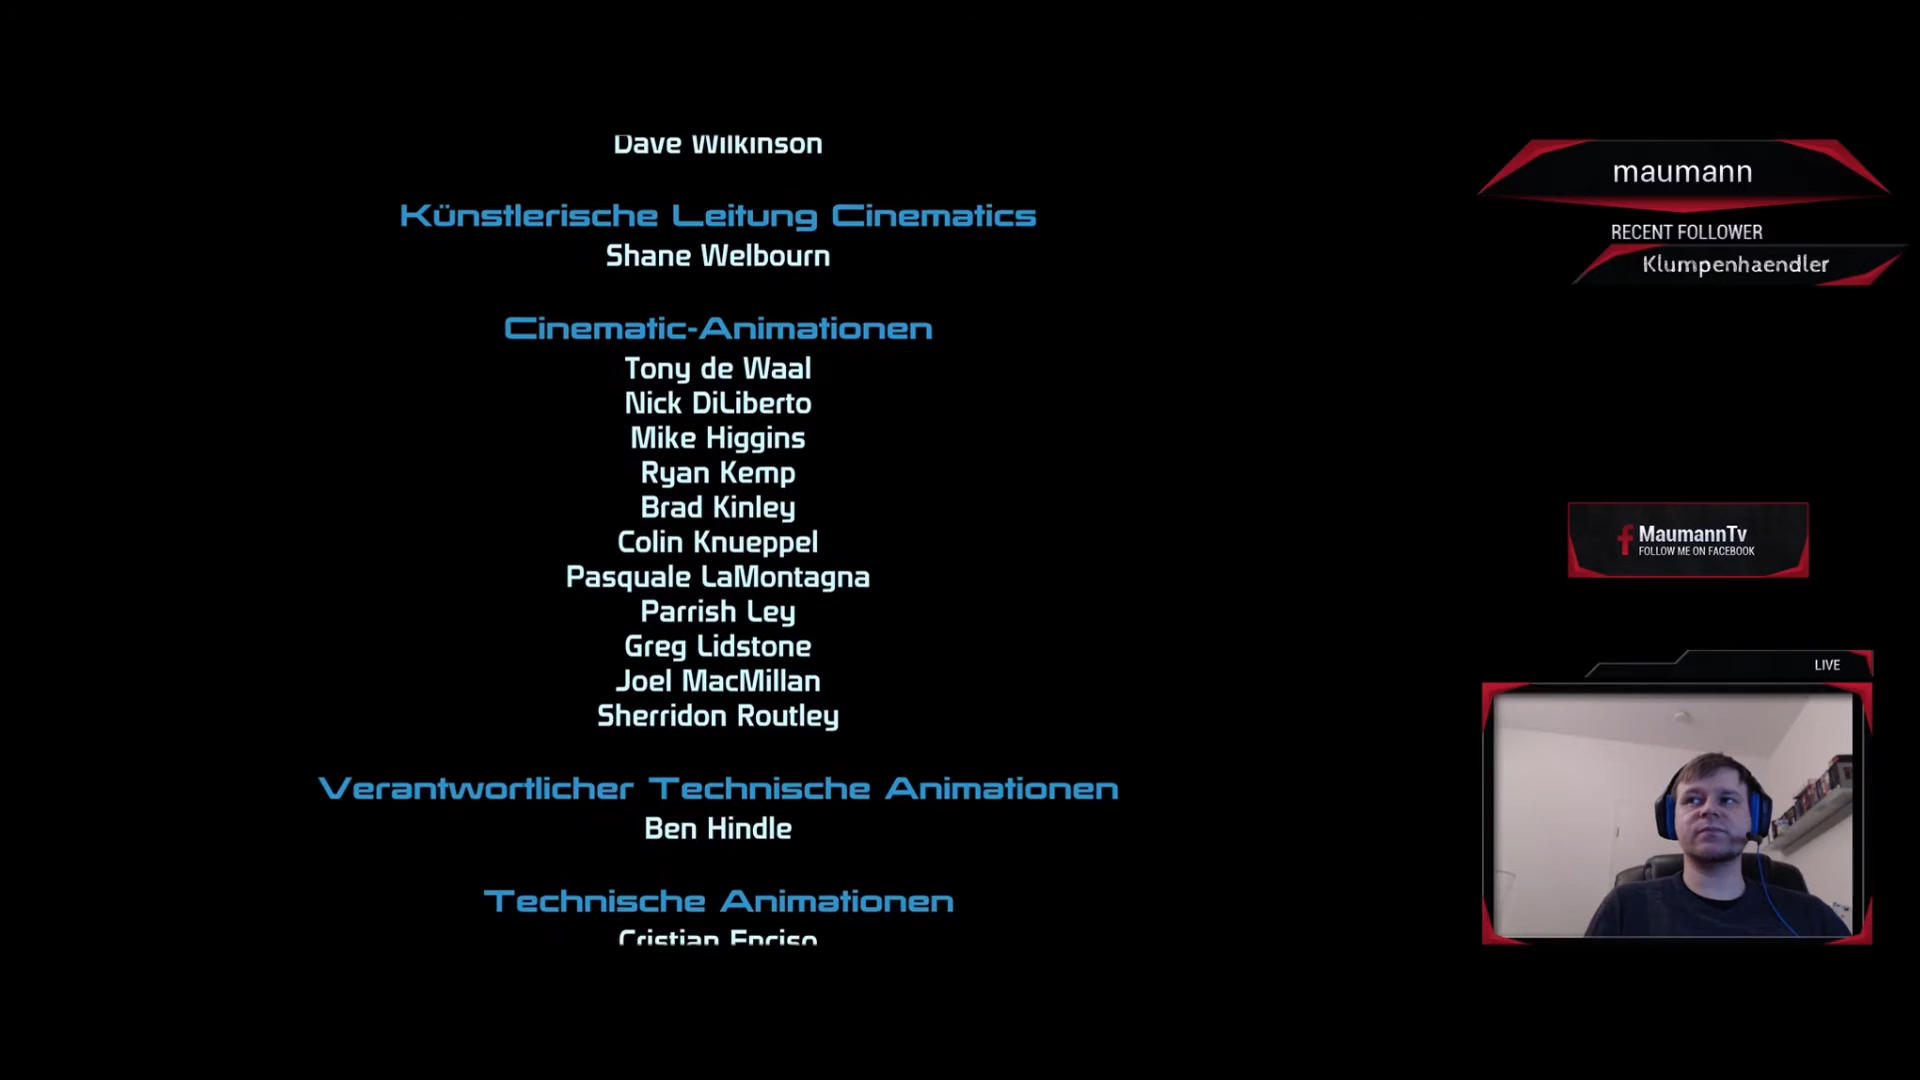 Dave Wilkinson
Künstlerische Leitung Cinematics
Shane Welbourn
Cinematic-Animationen
Tony de Waal
Nick DiLiberto
Mike Higgins
Ryan Kemp
Brad Kinley
Colin Knueppel
Pasquale LaMontagna
Parrish Ley
Greg Lidstone
Joel MacMillan
Sherridon Routley
Verantwortlicher Technische Animationen
Ben Hindle
Technische Animationen
Cristian Enciso
maumann
RECENT FOLLOWER
Klumpenhaendler
f MaumannTv
FOLLOW ME ON FACEBOOK
LIVE